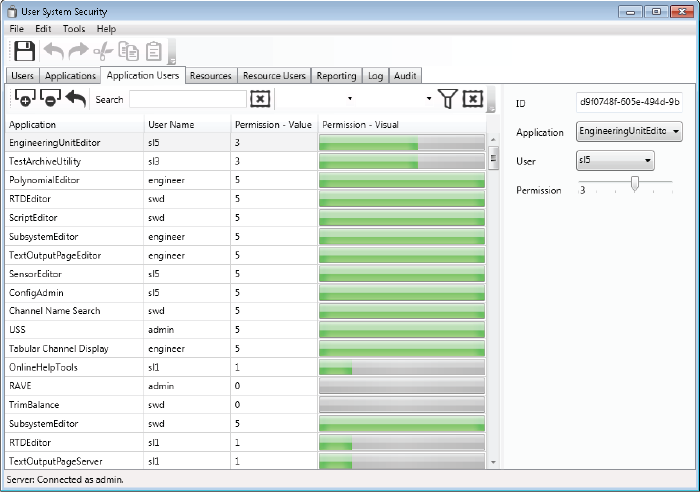 User System Security
File Edit Tools Help
Users Applications Application Users Resources Resource Users Reporting Log Audit
Search
Application User Name Permission - Value Permission - Visual
EngineeringUnitEditor sl5 3
TestArchiveUtility sl3 3
PolynomialEditor engineer 5
RTDEditor swd 5
ScriptEditor swd 5
SubsystemEditor engineer 5
TextOutputPageEditor engineer 5
SensorEditor sl5 5
ConfigAdmin sl5 5
Channel Name Search swd 5
USS admin 5
Tabular Channel Display engineer 5
OnlineHelpTools sl1 1
RAVE admin 0
TrimBalance swd 0
SubsystemEditor swd 5
RTDEditor sl1 1
TextOutputPageServer sl1 1
ID d9f0748f-605e-494d-9b
Application EngineeringUnitEditc
User sl5
Permission 3
Server: Connected as admin.